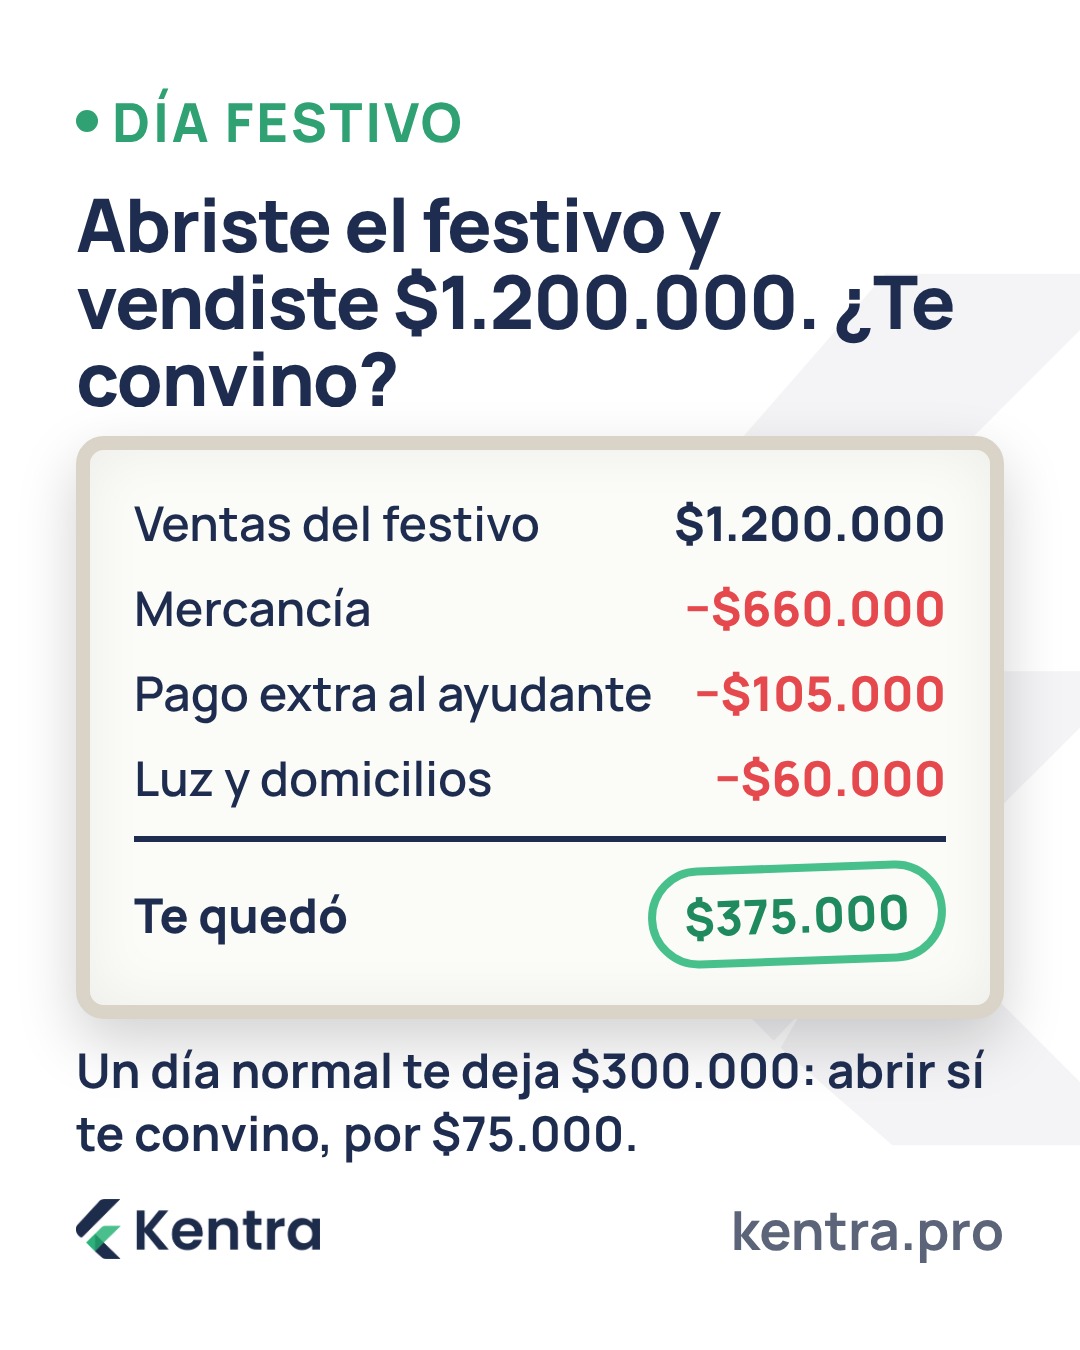 DÍA FESTIVO
Abriste el festivo y
vendiste $1.200.000. ¿Te
convino?
Ventas del festivo $1.200.000
Mercancía −$660.000
Pago extra al ayudante −$105.000
Luz y domicilios −$60.000
Te quedó $375.000
Un día normal te deja $300.000: abrir sí
te convino, por $75.000.
Kentra kentra.pro